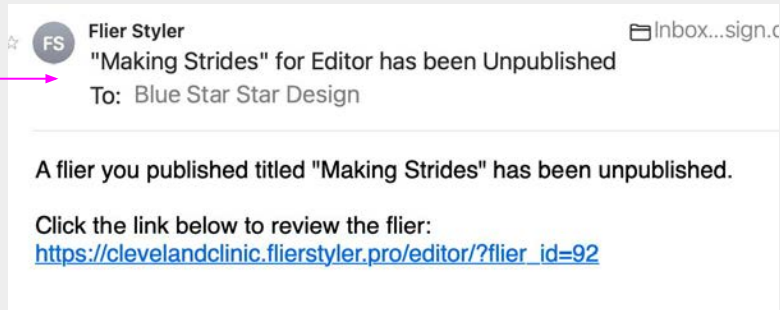 Flier Styler
Inbox...sign.c
FS
"Making Strides" for Editor has been Unpublished
To: Blue Star Star Design
A flier you published titled "Making Strides" has been unpublished.
Click the link below to review the flier:
https://clevelandclinic.flierstyler.pro/editor/?flier_id=92